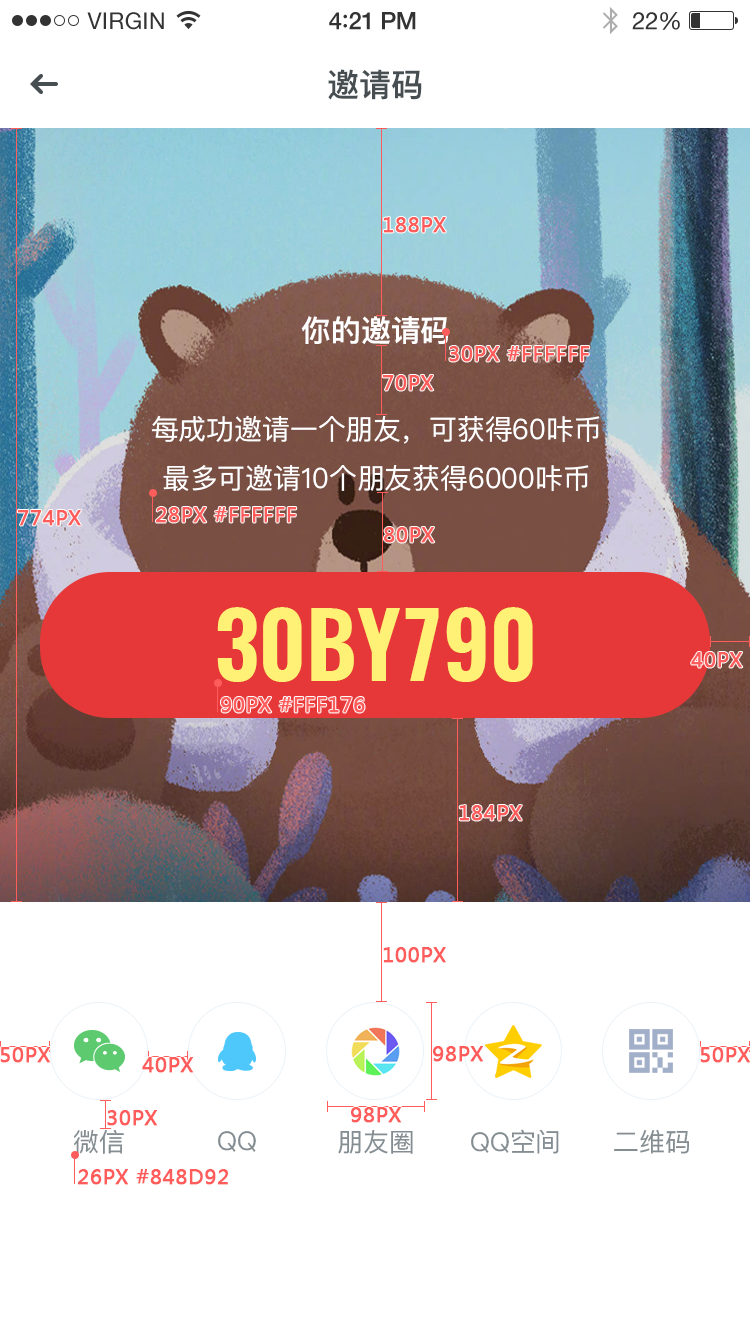 VIRGIN 4:21 PM 22%
邀请码
188PX
你的邀请码
30PX #FFFFFF
70PX
每成功邀请一个朋友，可获得60咔币
最多可邀请10个朋友获得6000咔币
774PX
28PX #FFFFFF
80PX
30BY790
40PX
90PX #FFF176
184PX
100PX
50PX 40PX 98PX 50PX
98PX
30PX
微信 QQ 朋友圈 QQ空间 二维码
26PX #848D92